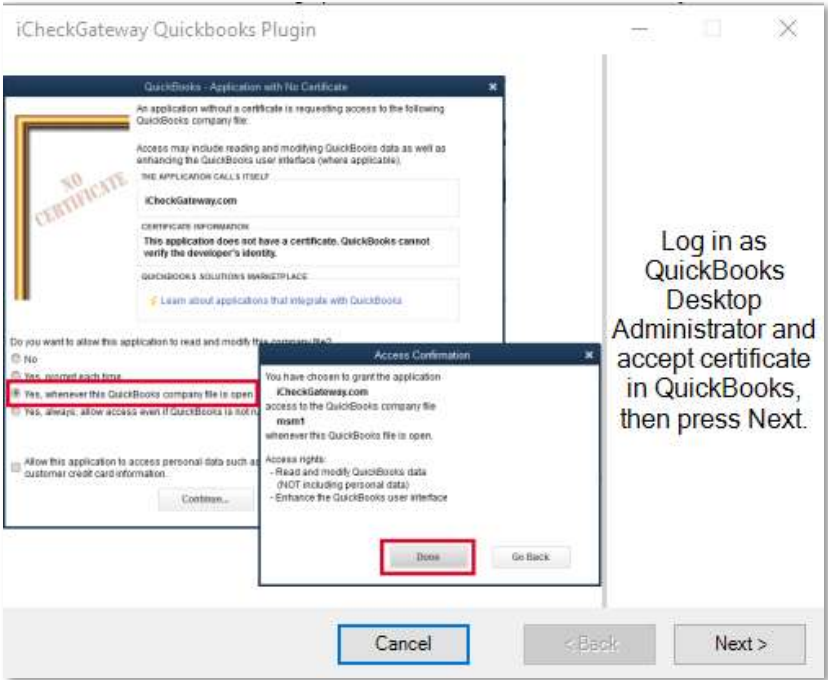 iCheckGateway Quickbooks Plugin
QuickBooks - Application with No Certificate
An application without a certificate is requesting access to the following
QuickBooks company file:
Access may include reading and modifying QuickBooks data as well as
enhancing the QuickBooks user interface (where applicable).
NO
CERTIFICATE
THE APPLICATION CALLS ITSELF
iCheckGateway.com
CERTIFICATE INFORMATION
This application does not have a certificate. QuickBooks cannot
verify the developer's identity.
QUICKBOOKS SOLUTIONS MARKETPLACE
Learn about applications that integrate with QuickBooks
Do you want to allow this application to read and modify this company file?
No
Yes, prompt each time
Yes, whenever this QuickBooks company file is open
Yes, always; allow access even if QuickBooks is not
Allow this application to access personal data such as
customer credit card information.
Continue...
Access Confirmation
You have chosen to grant the application
iCheckGateway.com
access to the QuickBooks company file
msm1
whenever this QuickBooks file is open.
Access rights:
- Read and modify QuickBooks data
(NOT including personal data)
- Enhance the QuickBooks user interface
Done
Go Back
Log in as
QuickBooks
Desktop
Administrator and
accept certificate
in QuickBooks,
then press Next.
Cancel
< Back
Next >